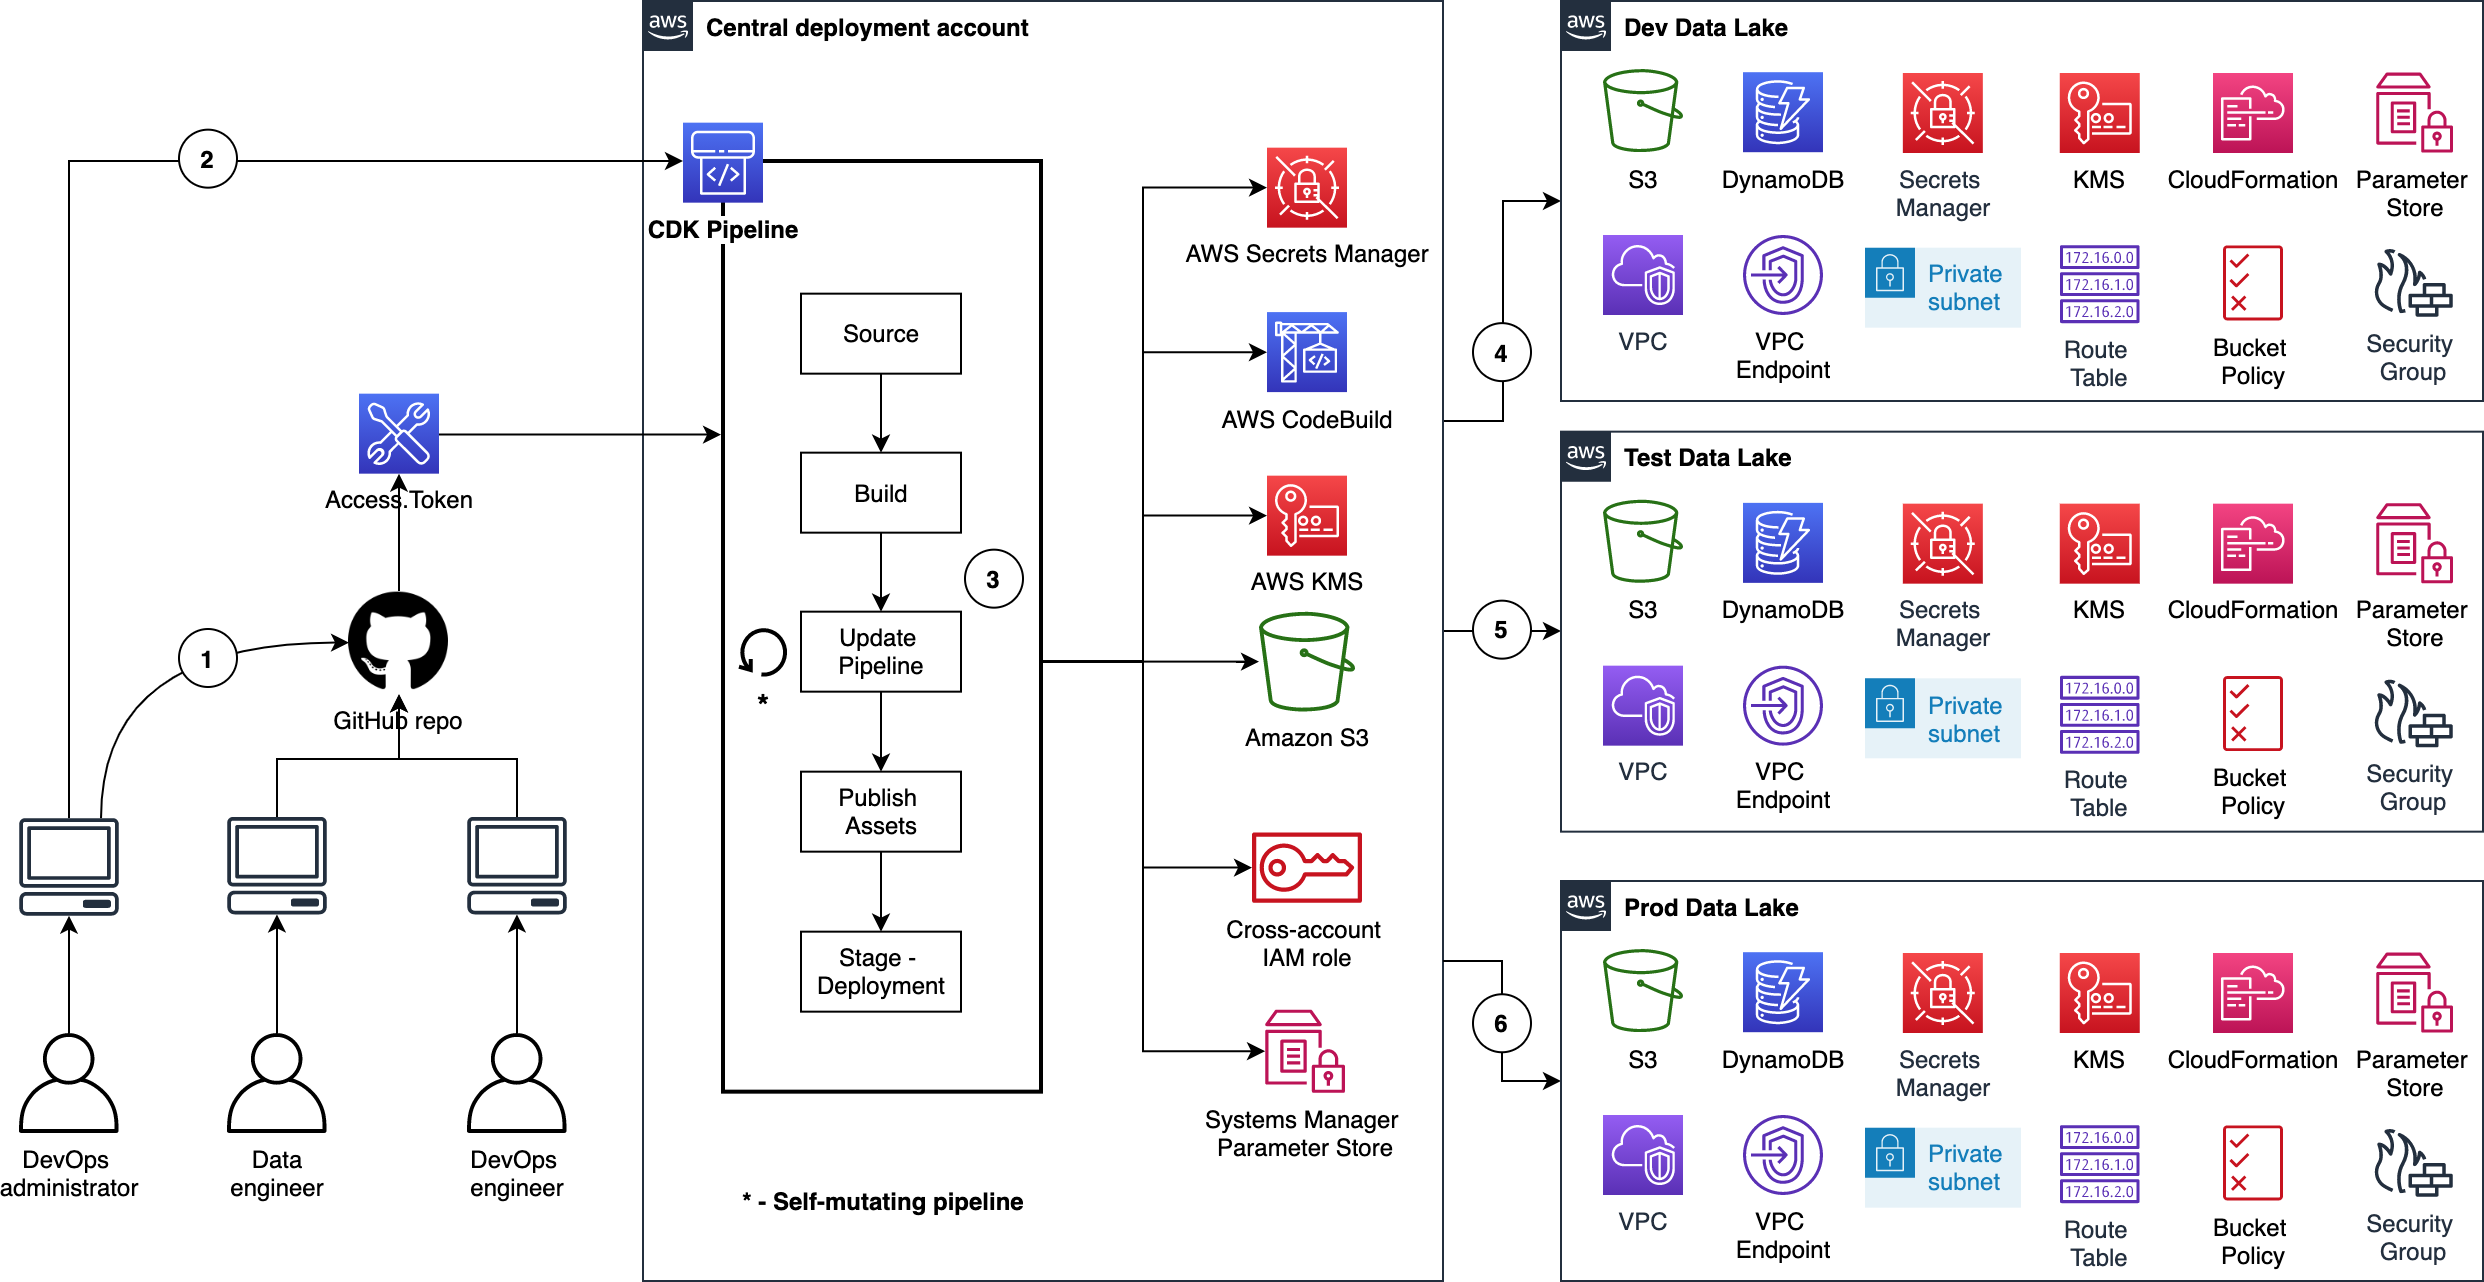 aws
Central deployment account
2
CDK Pipeline
Source
Build
Update
Pipeline
*
Publish
Assets
Stage -
Deployment
3
* - Self-mutating pipeline
Access Token
1
GitHub repo
DevOps
administrator
Data
engineer
DevOps
engineer
AWS Secrets Manager
AWS CodeBuild
AWS KMS
Amazon S3
Cross-account
IAM role
Systems Manager
Parameter Store
4
5
6
aws
Dev Data Lake
S3
DynamoDB
Secrets
Manager
KMS
CloudFormation
Parameter
Store
VPC
VPC
Endpoint
Private
subnet
172.16.0.0
172.16.1.0
172.16.2.0
Route
Table
Bucket
Policy
Security
Group
aws
Test Data Lake
S3
DynamoDB
Secrets
Manager
KMS
CloudFormation
Parameter
Store
VPC
VPC
Endpoint
Private
subnet
172.16.0.0
172.16.1.0
172.16.2.0
Route
Table
Bucket
Policy
Security
Group
aws
Prod Data Lake
S3
DynamoDB
Secrets
Manager
KMS
CloudFormation
Parameter
Store
VPC
VPC
Endpoint
Private
subnet
172.16.0.0
172.16.1.0
172.16.2.0
Route
Table
Bucket
Policy
Security
Group